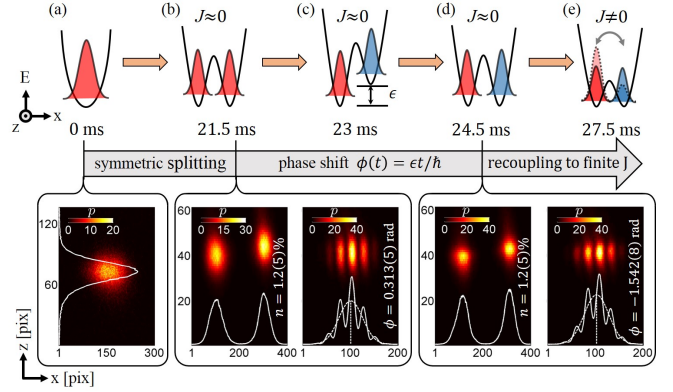 (a) (b) J≈0 (c) J≈0 (d) J≈0 (e) J≠0
E
z x
ϵ
0 ms 21.5 ms 23 ms 24.5 ms 27.5 ms
symmetric splitting phase shift ϕ(t) = ϵt/ħ recoupling to finite J
120
60
p
0 10 20
1 150 300
60
40
20
p
0 15 30
n = 1.2(5)%
1 200 400
p
0 20 40
ϕ = 0.313(5) rad
1 100 200
60
40
20
p
0 20 40
n = 1.2(5)%
1 200 400
p
0 20 40
ϕ = −1.542(8) rad
1 100 200
z [pix]
x [pix]